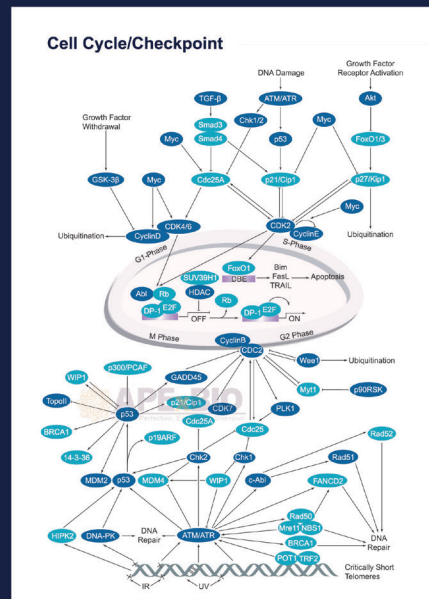 Cell Cycle/Checkpoint
DNA Damage
Growth Factor
Receptor Activation
TGF-β
ATM/ATR
Akt
Growth Factor
Withdrawal
Smad3
Smad4
Chk1/2
Myc
Myc
p53
FoxO1/3
GSK-3β
Myc
Cdc25A
p21/Cip1
p27/Kip1
Myc
Ubiquitination
CyclinD
CDK4/6
CDK2
CyclinE
Ubiquitination
G1-Phase
S-Phase
FoxO1
DBE
Bim
FasL
TRAIL
Apoptosis
SUV39H1
HDAC
Abl
Rb
Rb
DP-1
E2F
OFF
DP-1
E2F
ON
M Phase
CyclinB
G2 Phase
CDC2
Wee1
Ubiquitination
p300/PCAF
WIP1
GADD45
Myt1
p90RSK
TopoII
p53
p21/Cip1
CDK7
PLK1
Cdc25A
Cdc25
BRCA1
p19ARF
Rad52
14-3-36
Chk2
Chk1
Rad51
MDM2
p53
MDM4
WIP1
c-Abl
FANCD2
Rad50
Mre11
NBS1
HIPK2
DNA-PK
DNA
Repair
ATM/ATR
BRCA1
DNA
Repair
POT1
TRF2
Critically Short
Telomeres
IR
UV